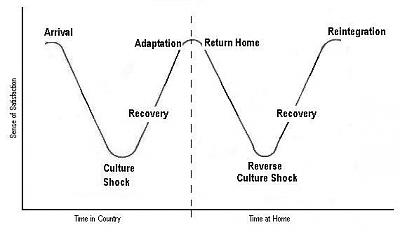 Arrival
Adaptation
Return Home
Reintegration
Recovery
Recovery
Culture
Shock
Reverse
Culture Shock
Sense of Satisfaction
Time in Country
Time at Home